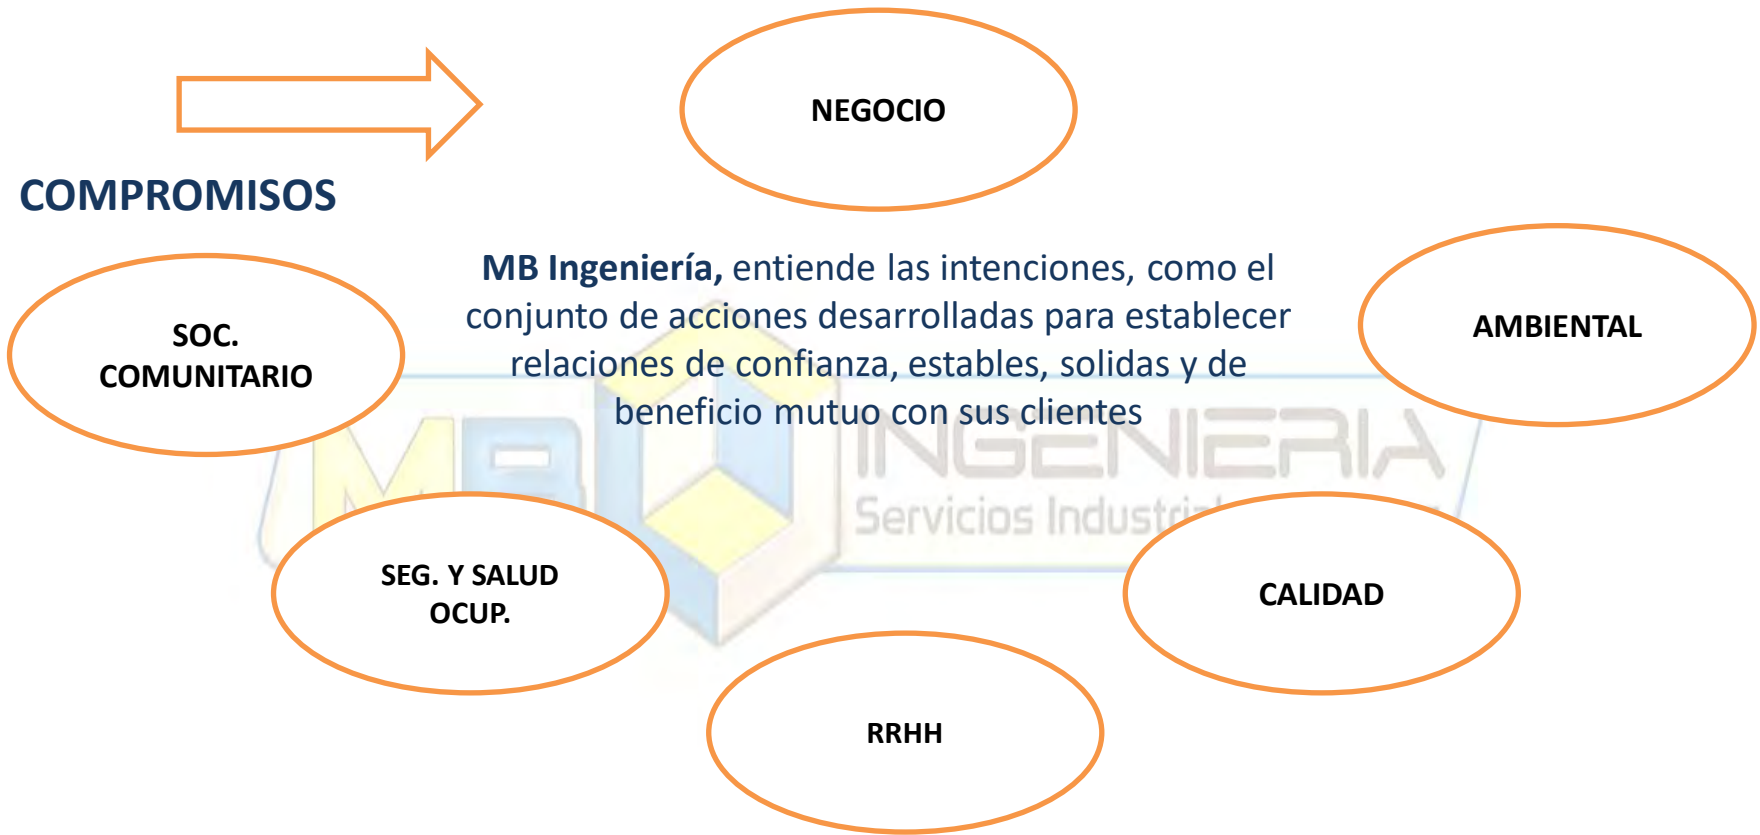 NEGOCIO
COMPROMISOS
MB Ingeniería, entiende las intenciones, como el
conjunto de acciones desarrolladas para establecer
relaciones de confianza, estables, solidas y de
beneficio mutuo con sus clientes
SOC.
COMUNITARIO
AMBIENTAL
MB INGENIERIA
Servicios
SEG. Y SALUD
OCUP.
CALIDAD
RRHH